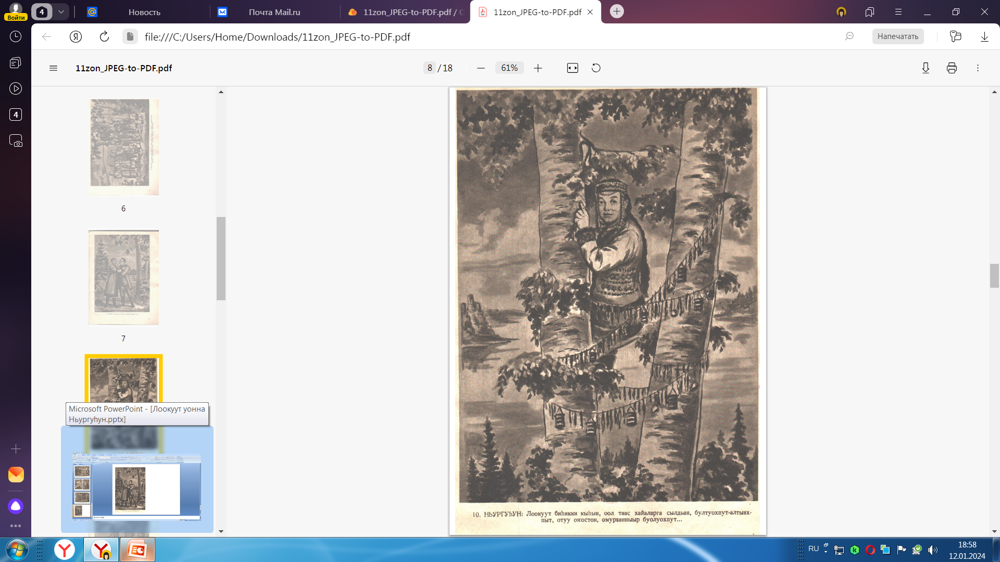 4
Новость
Почта Mail.ru
11zon_JPEG-to-PDF.pdf / О
11zon_JPEG-to-PDF.pdf
Войти
file:///C:/Users/Home/Downloads/11zon_JPEG-to-PDF.pdf
Напечатать
11zon_JPEG-to-PDF.pdf
8 / 18
61%
4
6
7
Microsoft PowerPoint - [Лоокуут уонна
Ньургуһун.pptx]
10. НЬУРГУҺУН: Лоокуут биһикки кыһын, оол таас хайаларга сылдьан, бултуохпут-алтыах-
пыт, отуу оҥостон, омурҕанныыр буолуохпут...
RU
18:58
12.01.2024